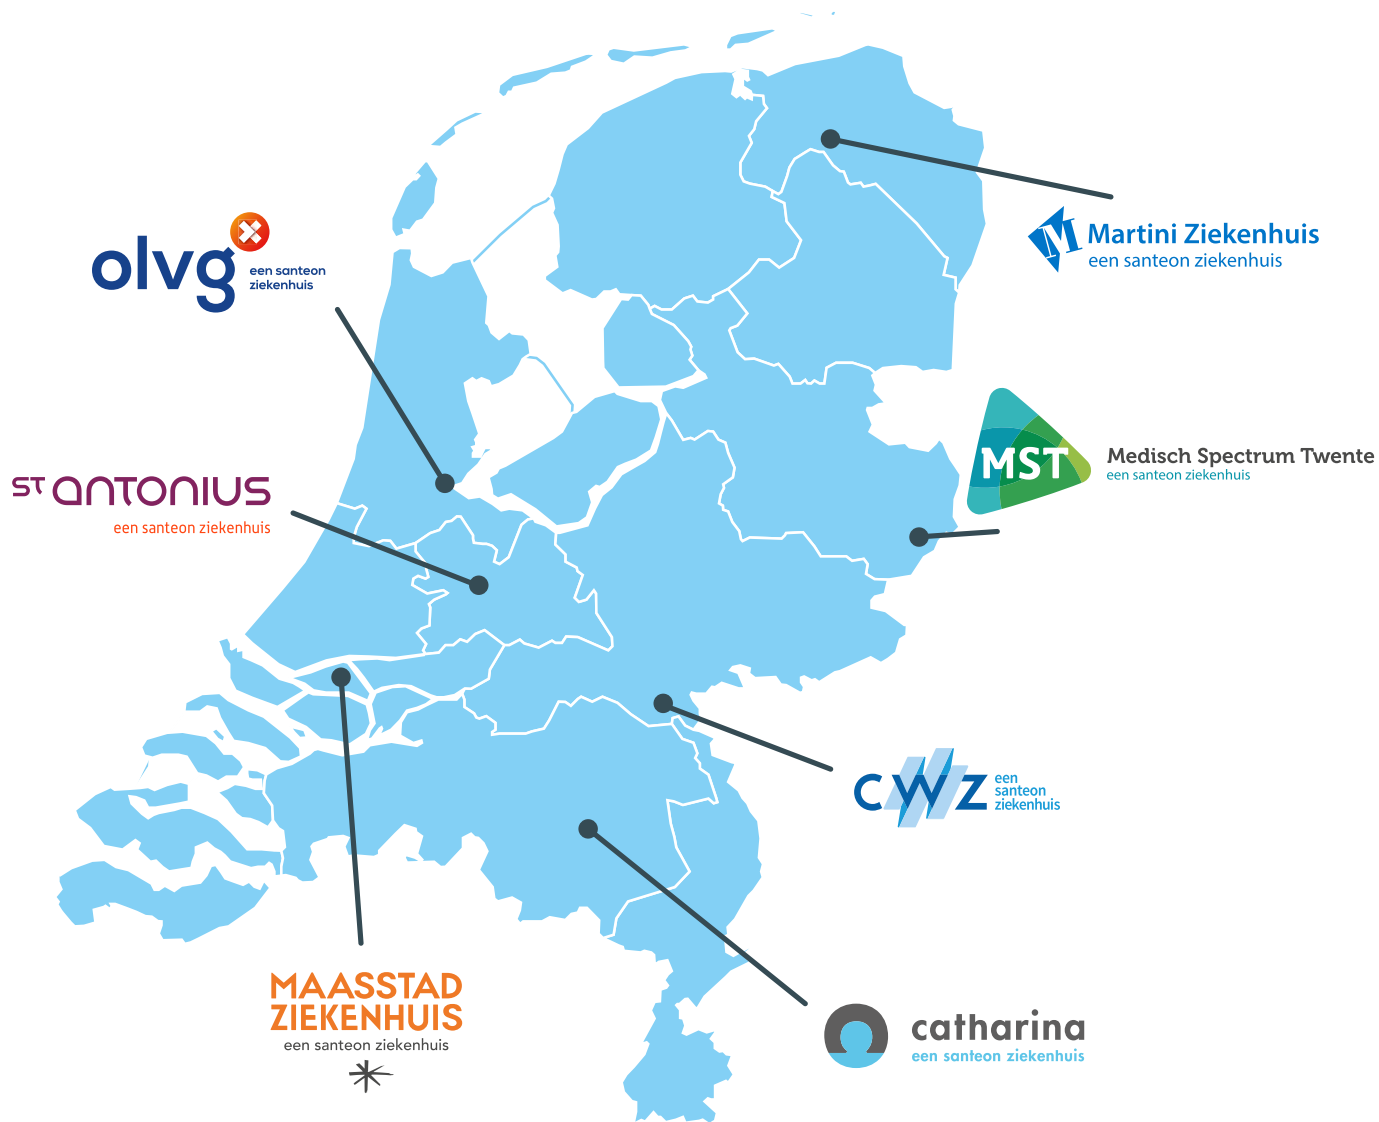 olvg
een santeon
ziekenhuis
Martini Ziekenhuis
een santeon ziekenhuis
MST
Medisch Spectrum Twente
een santeon ziekenhuis
ST ANTONIUS
een santeon ziekenhuis
CWZ
een
santeon
ziekenhuis
MAASSTAD
ZIEKENHUIS
een santeon ziekenhuis
catharina
een santeon ziekenhuis